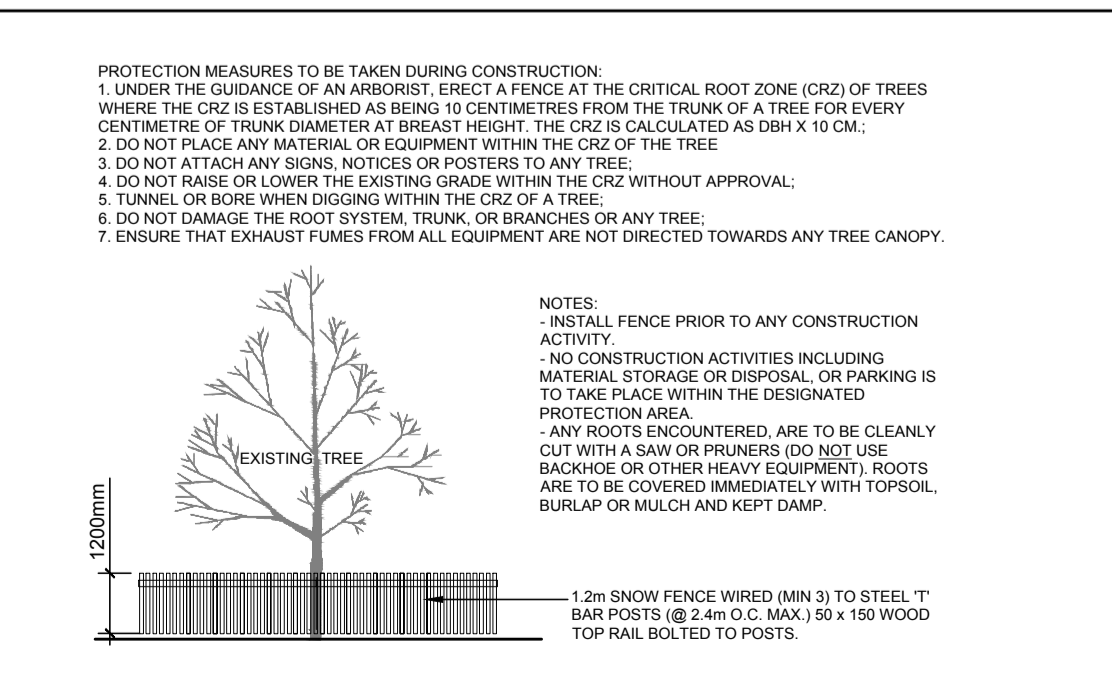 PROTECTION MEASURES TO BE TAKEN DURING CONSTRUCTION:
1. UNDER THE GUIDANCE OF AN ARBORIST, ERECT A FENCE AT THE CRITICAL ROOT ZONE (CRZ) OF TREES
WHERE THE CRZ IS ESTABLISHED AS BEING 10 CENTIMETRES FROM THE TRUNK OF A TREE FOR EVERY
CENTIMETRE OF TRUNK DIAMETER AT BREAST HEIGHT. THE CRZ IS CALCULATED AS DBH X 10 CM.;
2. DO NOT PLACE ANY MATERIAL OR EQUIPMENT WITHIN THE CRZ OF THE TREE
3. DO NOT ATTACH ANY SIGNS, NOTICES OR POSTERS TO ANY TREE;
4. DO NOT RAISE OR LOWER THE EXISTING GRADE WITHIN THE CRZ WITHOUT APPROVAL;
5. TUNNEL OR BORE WHEN DIGGING WITHIN THE CRZ OF A TREE;
6. DO NOT DAMAGE THE ROOT SYSTEM, TRUNK, OR BRANCHES OR ANY TREE;
7. ENSURE THAT EXHAUST FUMES FROM ALL EQUIPMENT ARE NOT DIRECTED TOWARDS ANY TREE CANOPY.
NOTES:
- INSTALL FENCE PRIOR TO ANY CONSTRUCTION
ACTIVITY.
- NO CONSTRUCTION ACTIVITIES INCLUDING
MATERIAL STORAGE OR DISPOSAL, OR PARKING IS
TO TAKE PLACE WITHIN THE DESIGNATED
PROTECTION AREA.
- ANY ROOTS ENCOUNTERED, ARE TO BE CLEANLY
CUT WITH A SAW OR PRUNERS (DO NOT USE
BACKHOE OR OTHER HEAVY EQUIPMENT). ROOTS
ARE TO BE COVERED IMMEDIATELY WITH TOPSOIL,
BURLAP OR MULCH AND KEPT DAMP.
EXISTING TREE
1200mm
1.2m SNOW FENCE WIRED (MIN 3) TO STEEL 'T'
BAR POSTS (@ 2.4m O.C. MAX.) 50 x 150 WOOD
TOP RAIL BOLTED TO POSTS.